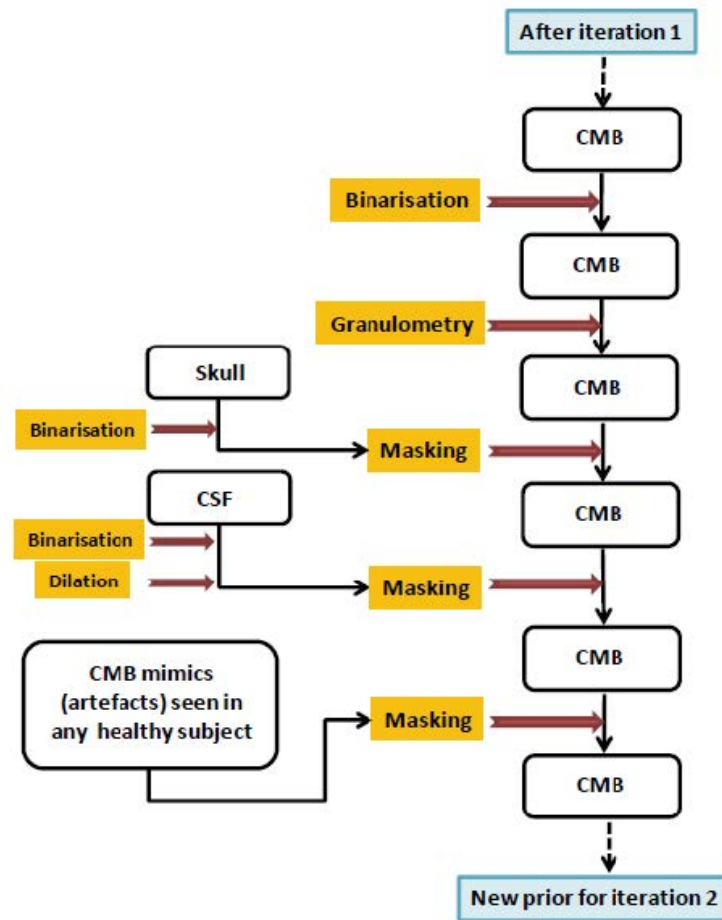 After iteration 1
CMB
Binarisation
CMB
Granulometry
CMB
Skull
Binarisation
Masking
CMB
CSF
Binarisation
Dilation
Masking
CMB
CMB mimics
(artefacts) seen in
any healthy subject
Masking
CMB
New prior for iteration 2